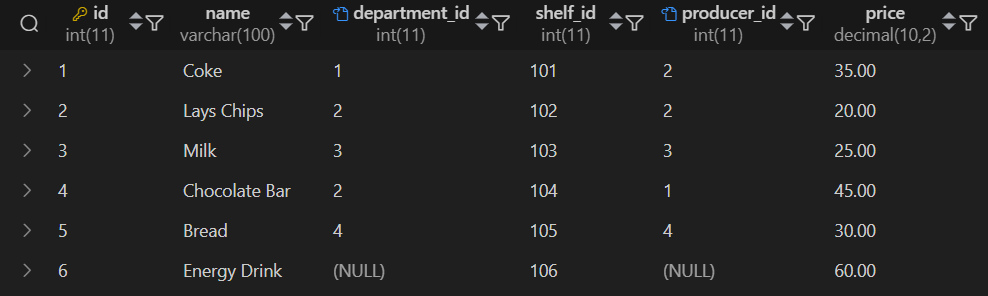 id name department_id shelf_id producer_id price
int(11) varchar(100) int(11) int(11) int(11) decimal(10,2)
1 Coke 1 101 2 35.00
2 Lays Chips 2 102 2 20.00
3 Milk 3 103 3 25.00
4 Chocolate Bar 2 104 1 45.00
5 Bread 4 105 4 30.00
6 Energy Drink (NULL) 106 (NULL) 60.00